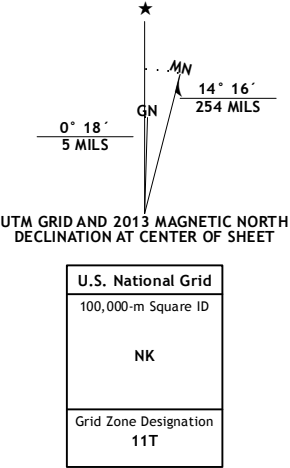 MN
14° 16´
254 MILS
GN
0° 18´
5 MILS
UTM GRID AND 2013 MAGNETIC NORTH
DECLINATION AT CENTER OF SHEET
U.S. National Grid
100,000-m Square ID
NK
Grid Zone Designation
11T